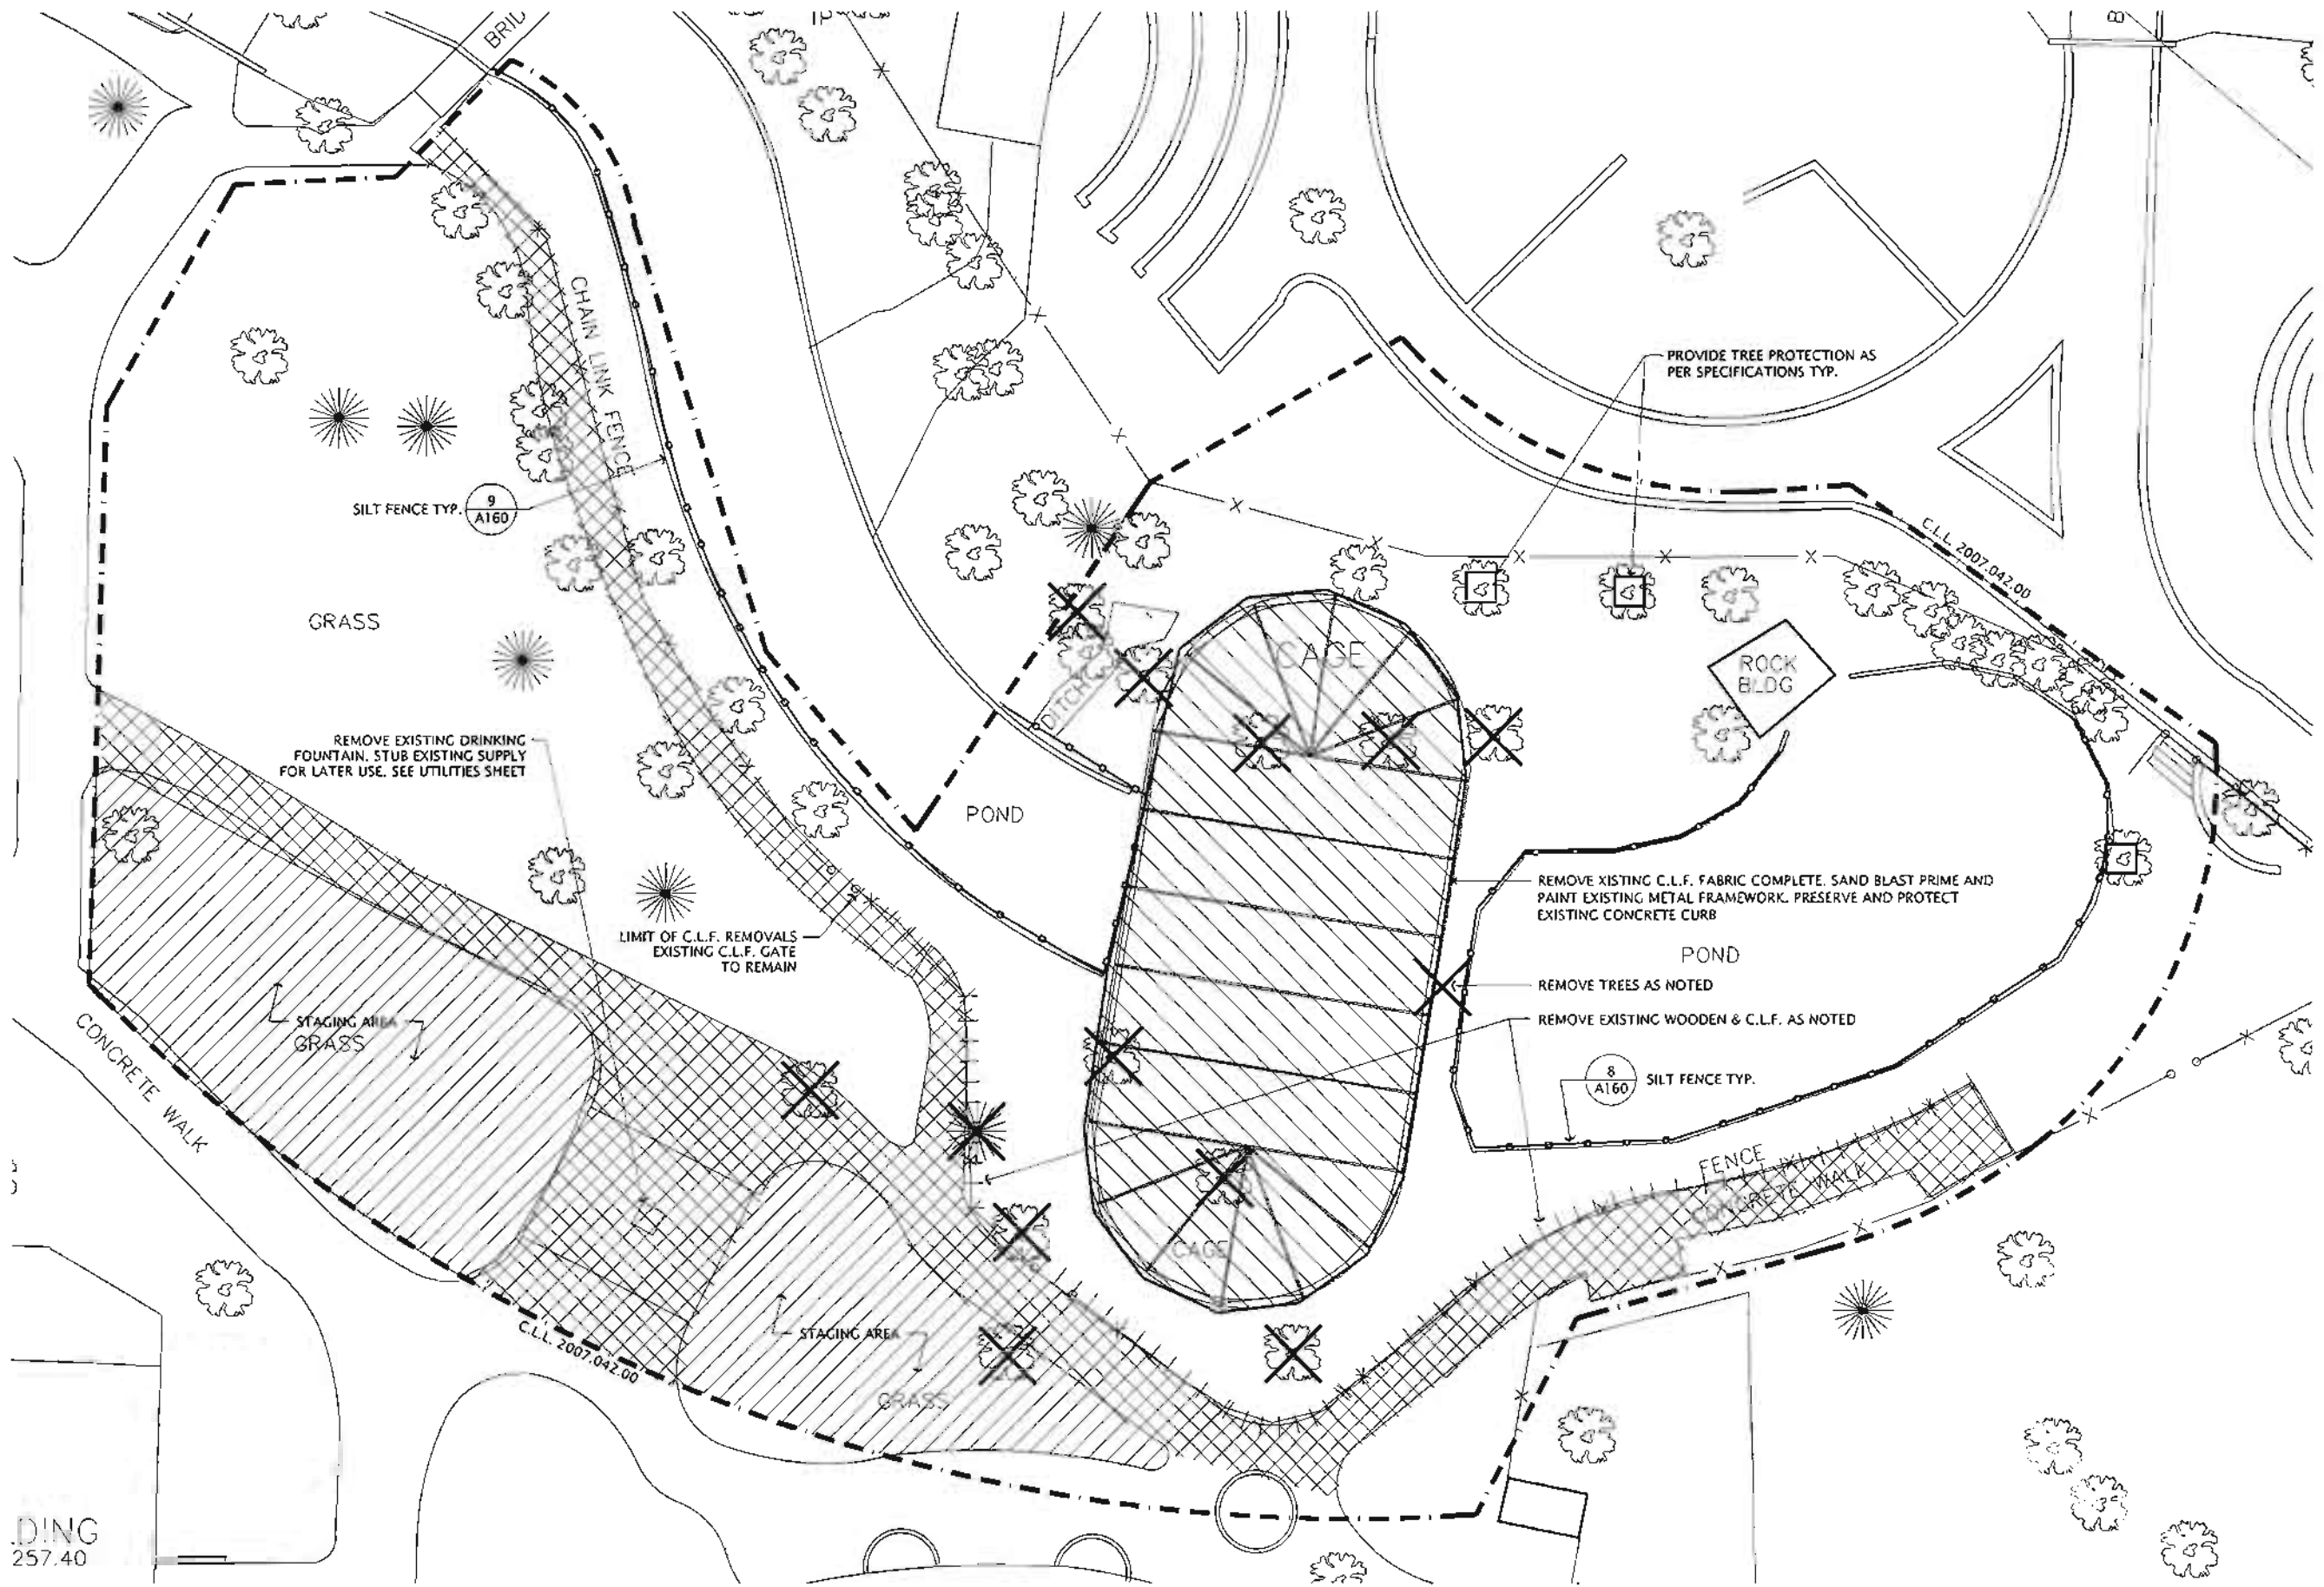 BRID
PROVIDE TREE PROTECTION AS
PER SPECIFICATIONS TYP.
CHAIN LINK FENCE
SILT FENCE TYP.
9
A160
C.L.L. 2007.042.00
GRASS
CAGE
ROCK
BLDG
DITCH
REMOVE EXISTING DRINKING
FOUNTAIN. STUB EXISTING SUPPLY
FOR LATER USE. SEE UTILITIES SHEET
POND
REMOVE XISTING C.L.F. FABRIC COMPLETE. SAND BLAST PRIME AND
PAINT EXISTING METAL FRAMEWORK. PRESERVE AND PROTECT
EXISTING CONCRETE CURB
LIMIT OF C.L.F. REMOVALS
EXISTING C.L.F. GATE
TO REMAIN
POND
REMOVE TREES AS NOTED
STAGING AREA
GRASS
REMOVE EXISTING WOODEN & C.L.F. AS NOTED
CONCRETE WALK
8
A160
SILT FENCE TYP.
FENCE
CONCRETE WALK
CAGE
STAGING AREA
C.L.L. 2007.042.00
GRASS
.DING
257.40